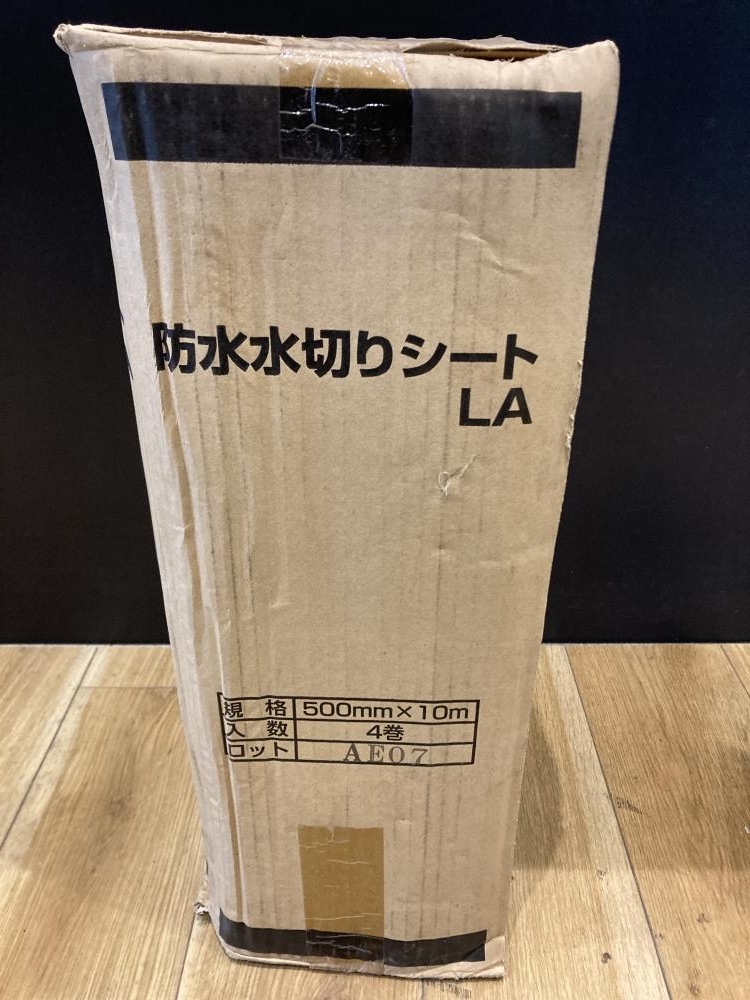 防水水切りシート
LA
規 格 500mm×10m
入 数 4巻
ロット AE07